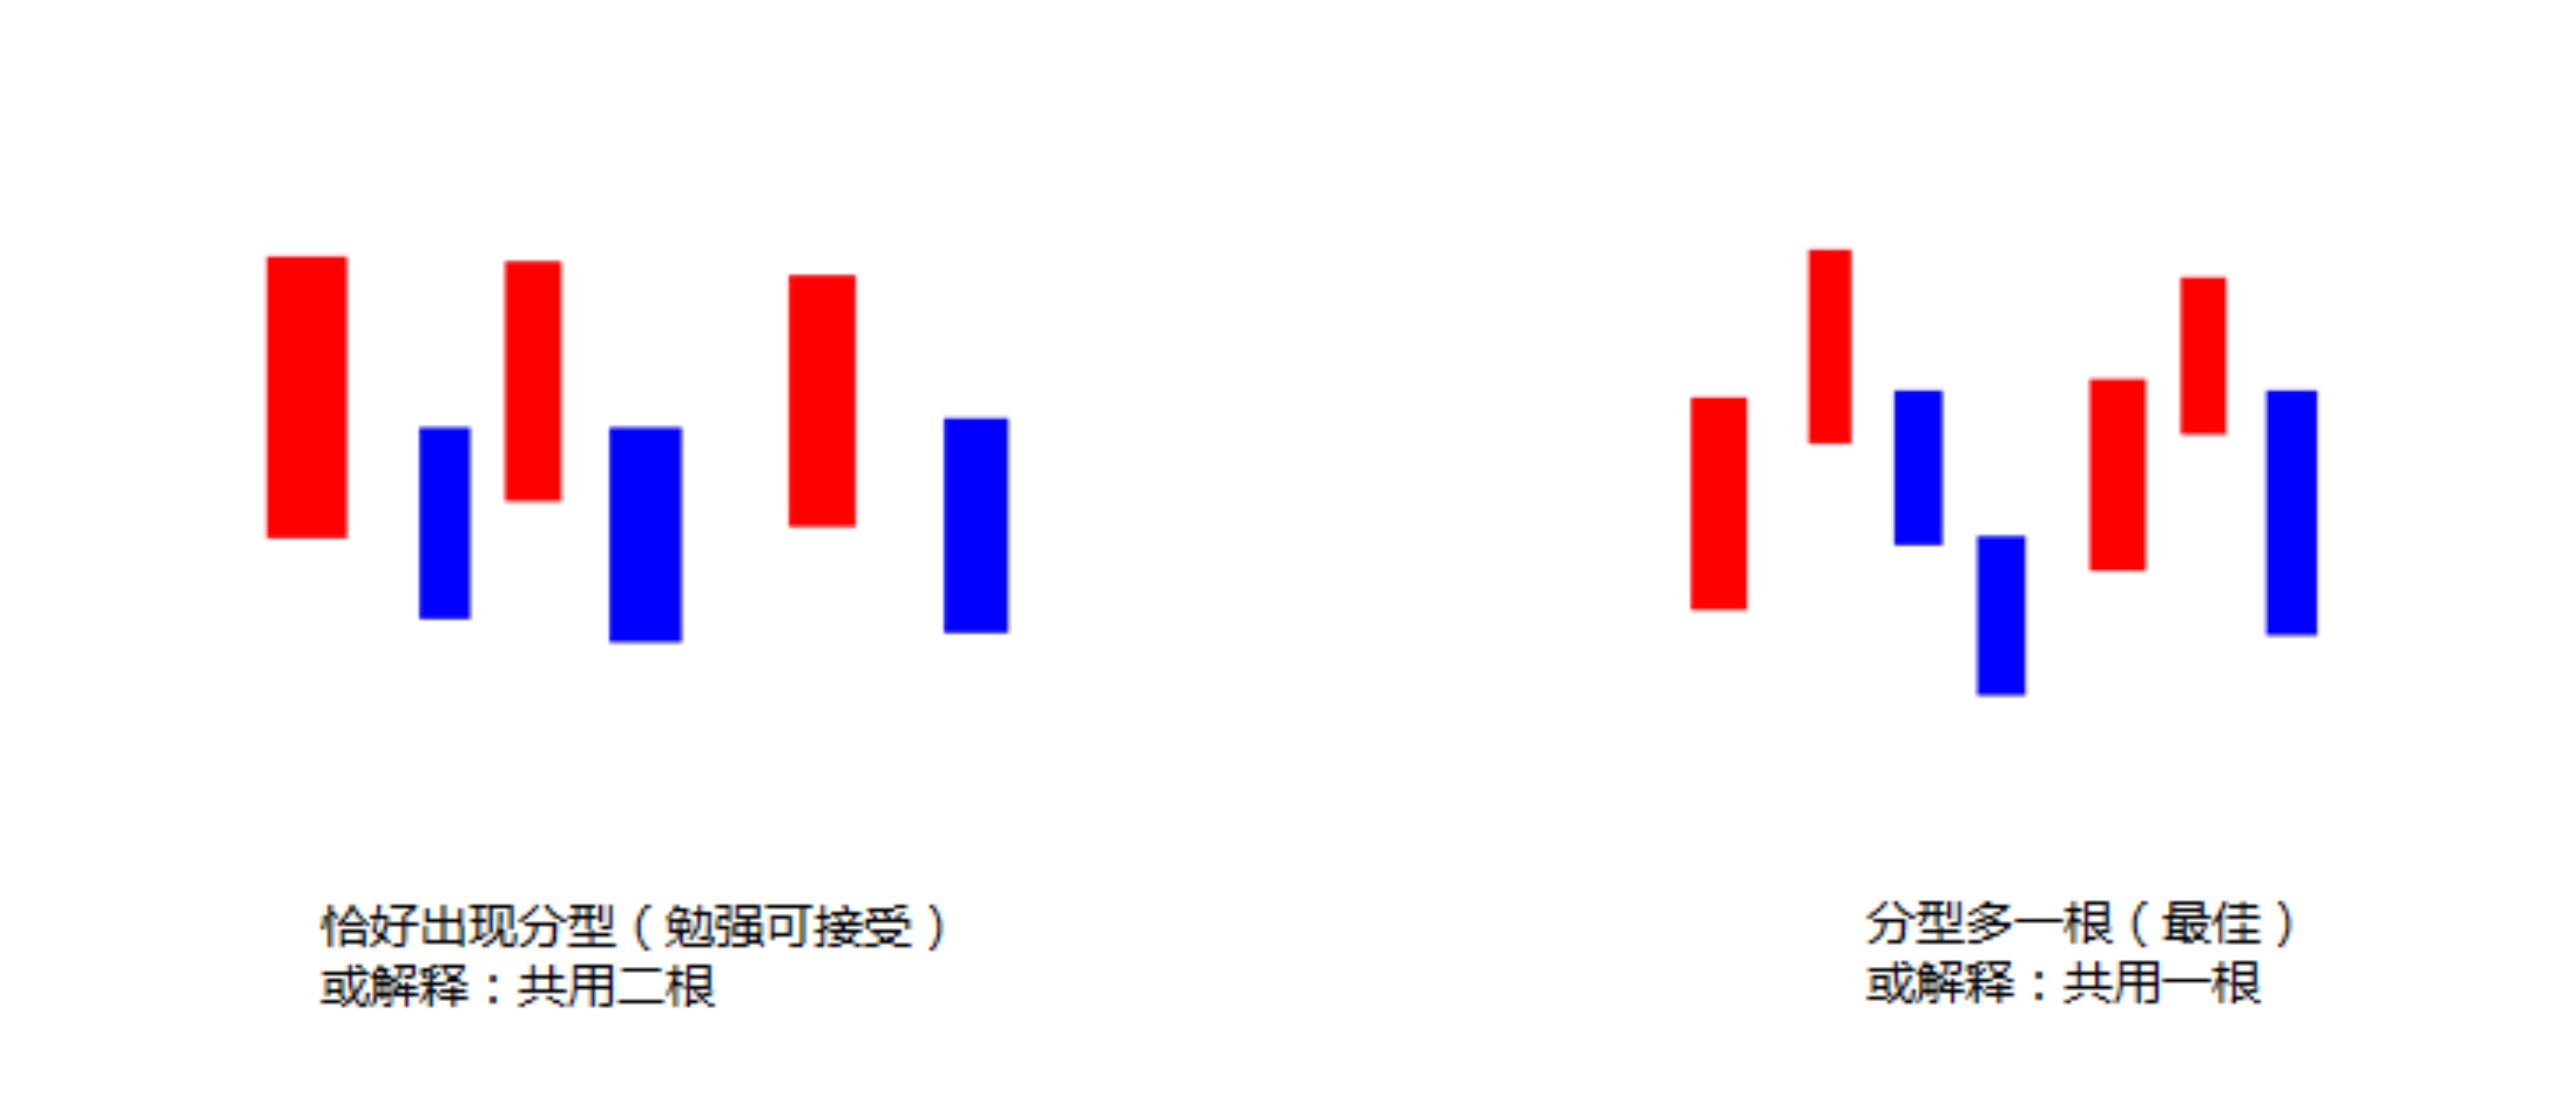 恰好出现分型（勉强可接受）
或解释：共用二根
分型多一根（最佳）
或解释：共用一根